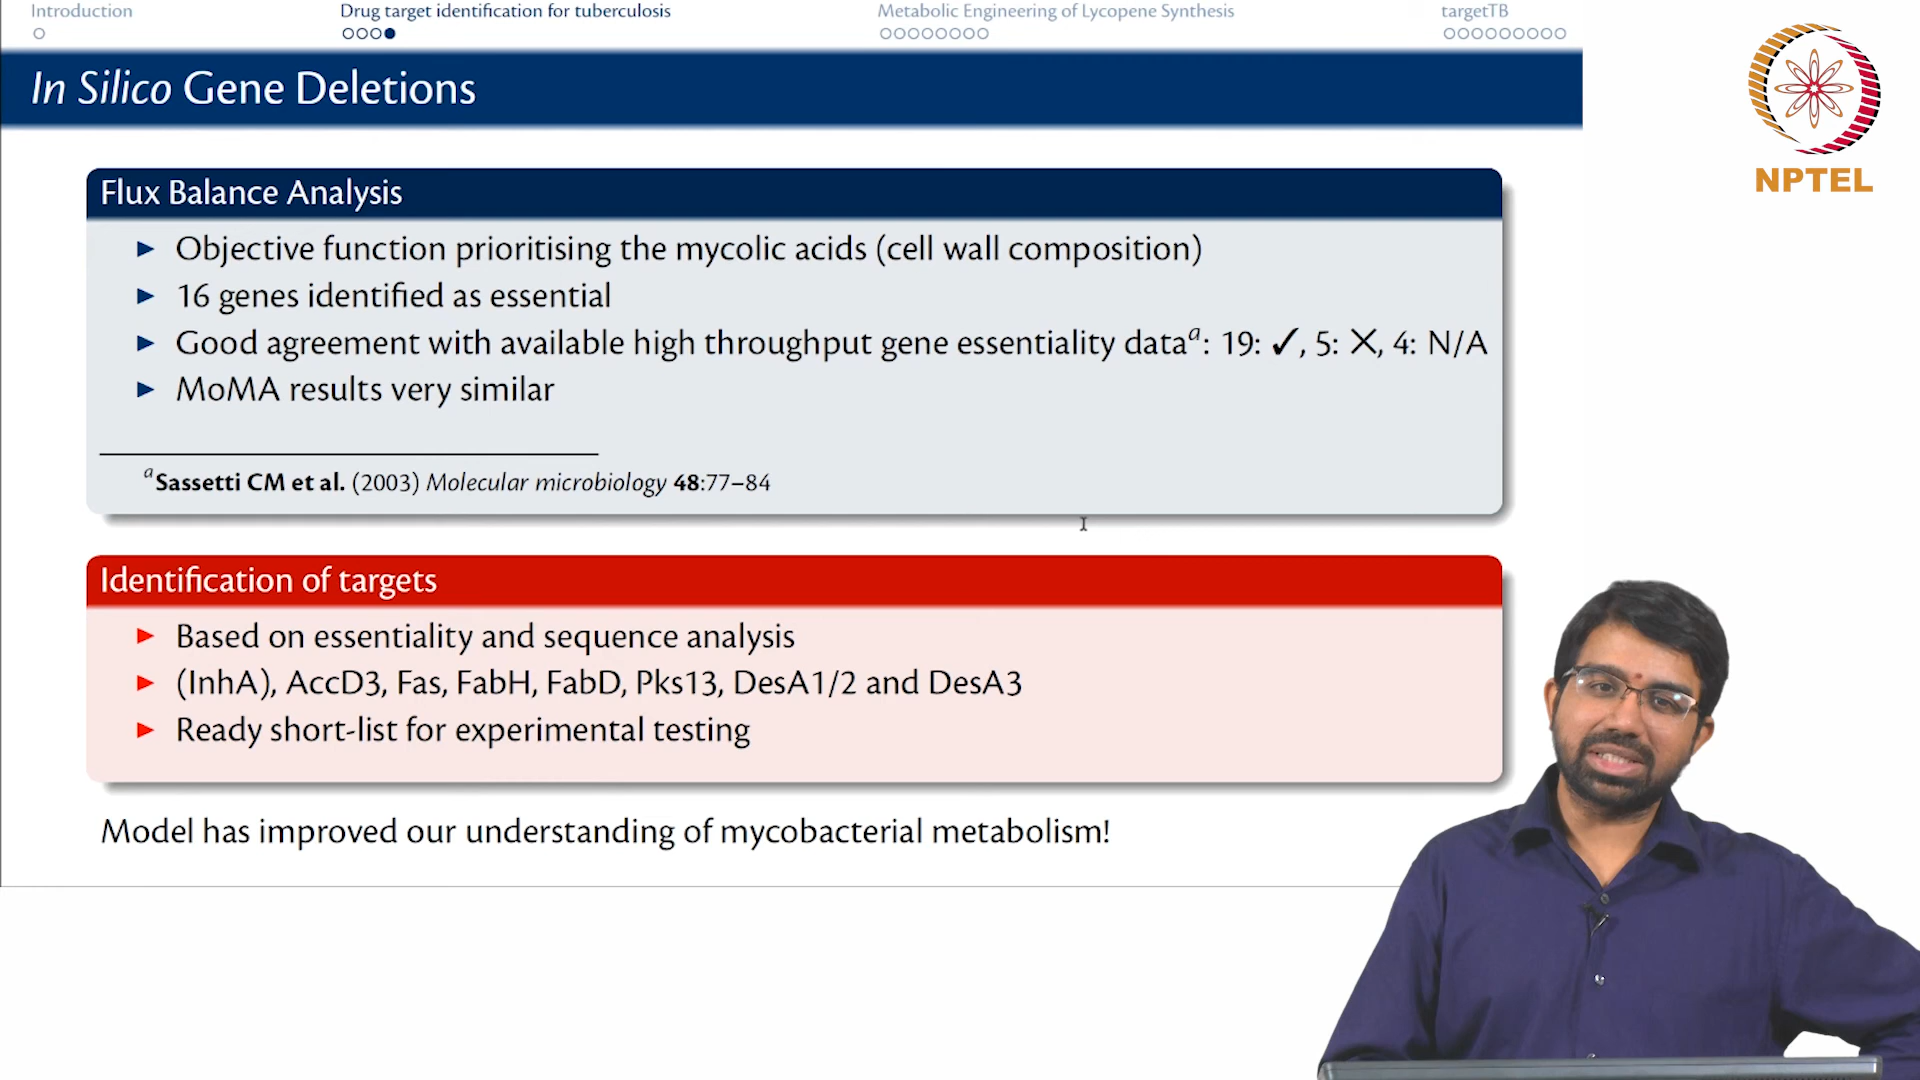 Introduction
Drug target identification for tuberculosis
Metabolic Engineering of Lycopene Synthesis
targetTB
In Silico Gene Deletions
NPTEL
Flux Balance Analysis
► Objective function prioritising the mycolic acids (cell wall composition)
► 16 genes identified as essential
► Good agreement with available high throughput gene essentiality dataᵃ: 19: ✓, 5: ✕, 4: N/A
► MoMA results very similar
ᵃSassetti CM et al. (2003) Molecular microbiology 48:77–84
Identification of targets
► Based on essentiality and sequence analysis
► (InhA), AccD3, Fas, FabH, FabD, Pks13, DesA1/2 and DesA3
► Ready short-list for experimental testing
Model has improved our understanding of mycobacterial metabolism!